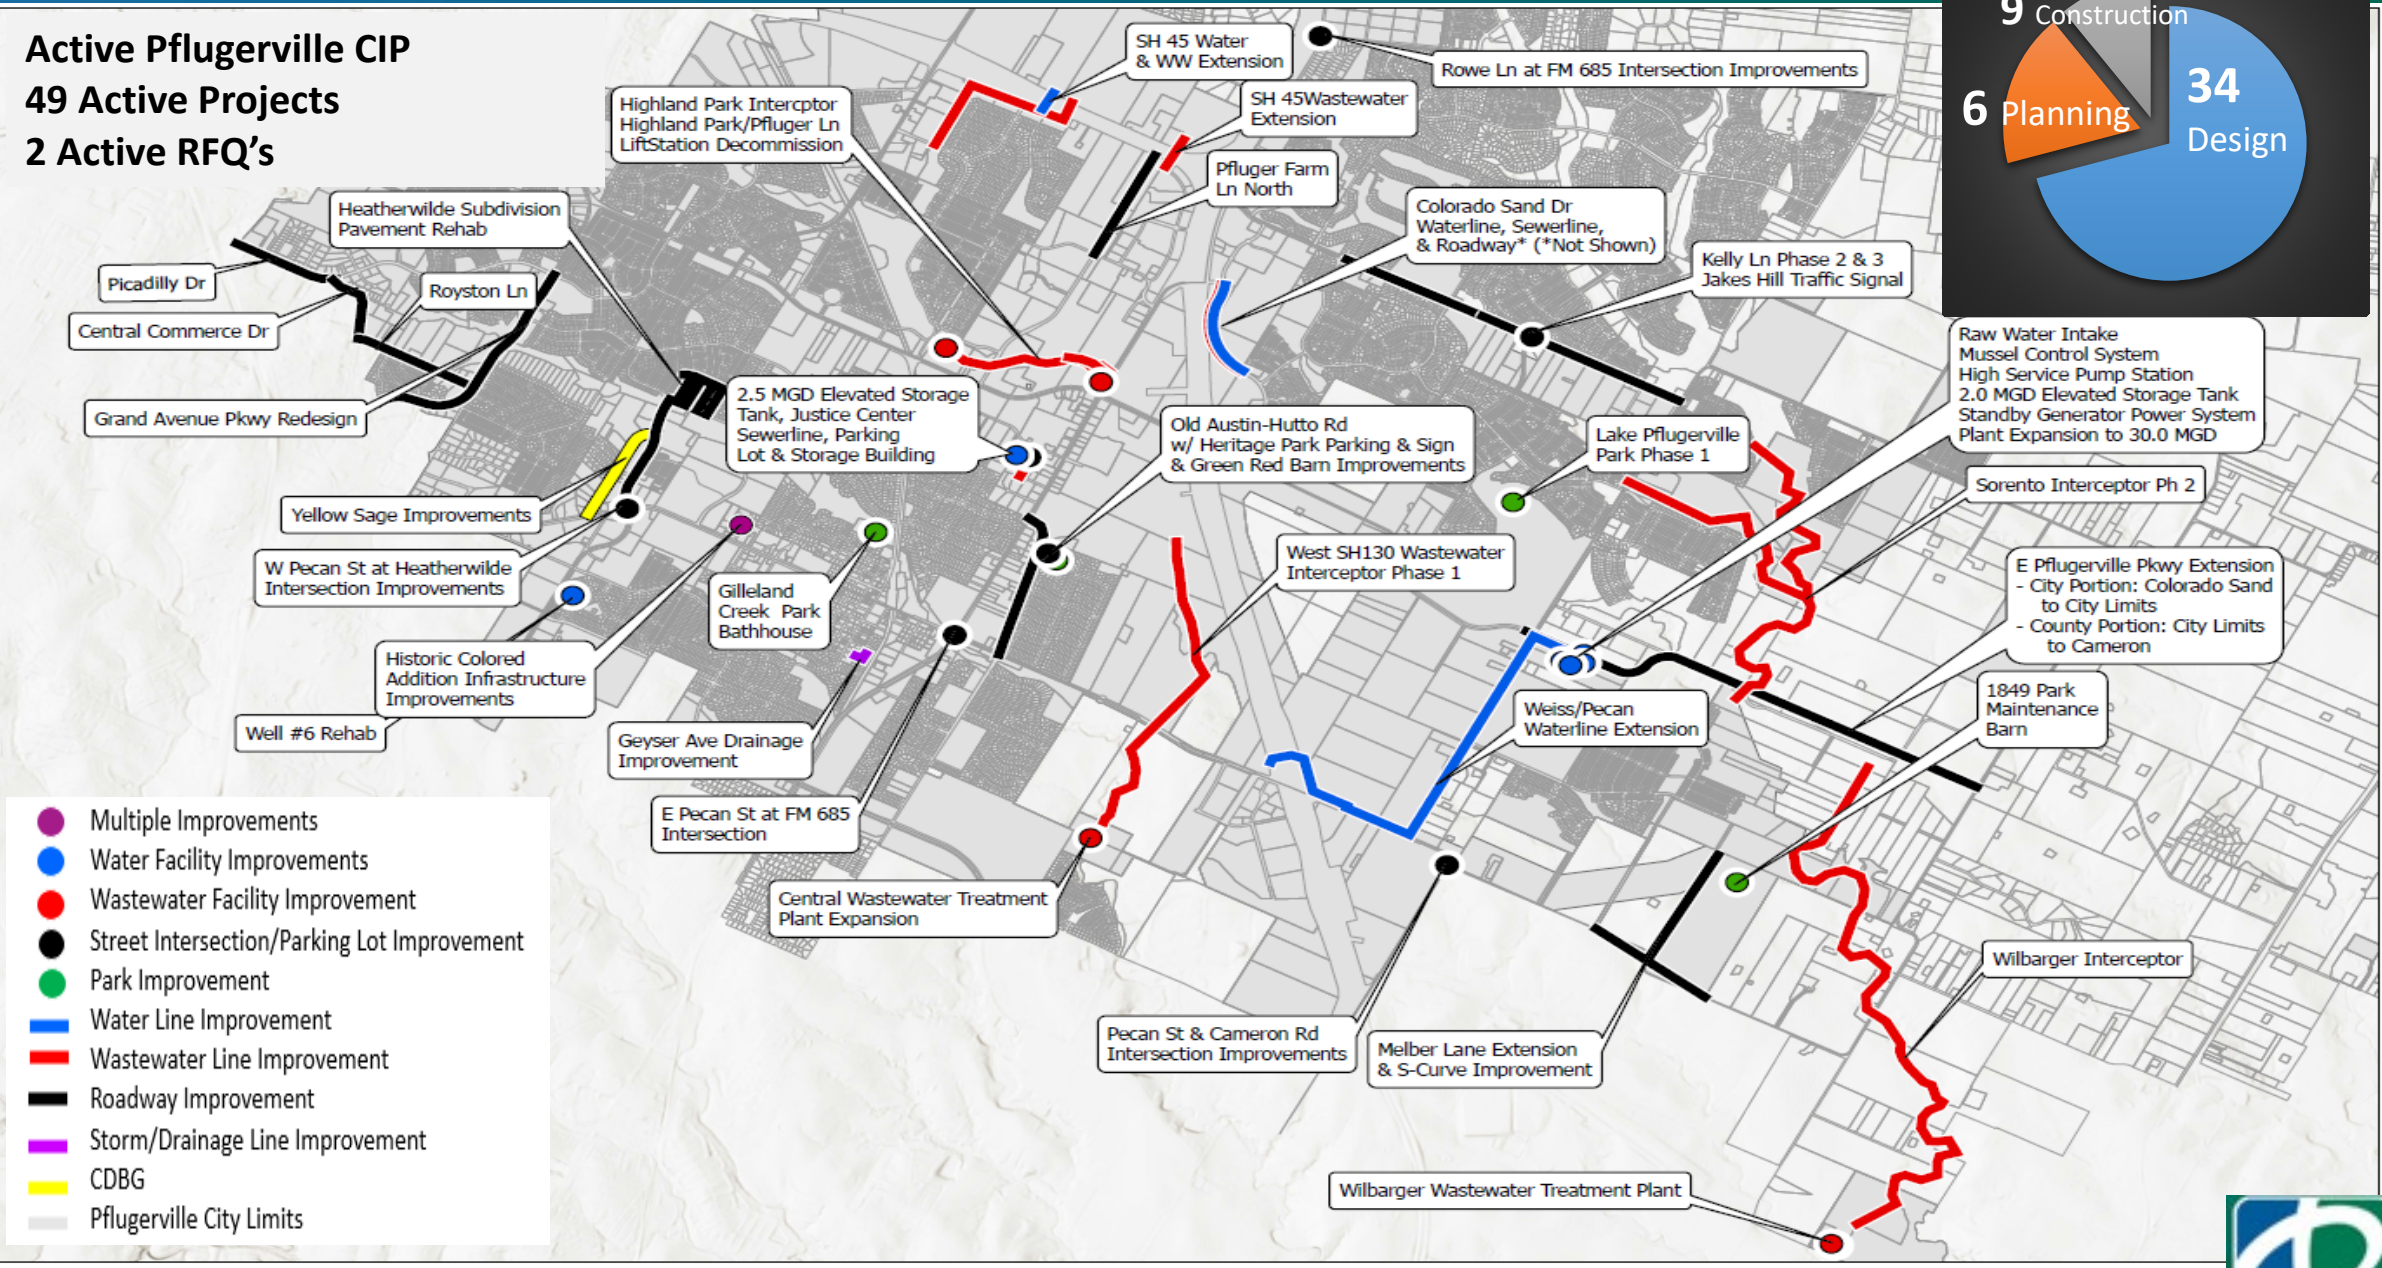 Active Pflugerville CIP
49 Active Projects
2 Active RFQ's
9 Construction
6 Planning
34
Design
SH 45 Water
& WW Extension
Rowe Ln at FM 685 Intersection Improvements
Highland Park Intercptor
Highland Park/Pfluger Ln
LiftStation Decommission
SH 45Wastewater
Extension
Pfluger Farm
Ln North
Heatherwilde Subdivision
Pavement Rehab
Colorado Sand Dr
Waterline, Sewerline,
& Roadway* (*Not Shown)
Kelly Ln Phase 2 & 3
Jakes Hill Traffic Signal
Picadilly Dr
Royston Ln
Central Commerce Dr
Grand Avenue Pkwy Redesign
2.5 MGD Elevated Storage
Tank, Justice Center
Sewerline, Parking
Lot & Storage Building
Old Austin-Hutto Rd
w/ Heritage Park Parking & Sign
& Green Red Barn Improvements
Lake Pflugerville
Park Phase 1
Raw Water Intake
Mussel Control System
High Service Pump Station
2.0 MGD Elevated Storage Tank
Standby Generator Power System
Plant Expansion to 30.0 MGD
Sorento Interceptor Ph 2
Yellow Sage Improvements
W Pecan St at Heatherwilde
Intersection Improvements
Gilleland
Creek Park
Bathhouse
West SH130 Wastewater
Interceptor Phase 1
E Pflugerville Pkwy Extension
- City Portion: Colorado Sand
to City Limits
- County Portion: City Limits
to Cameron
Historic Colored
Addition Infrastructure
Improvements
Well #6 Rehab
Geyser Ave Drainage
Improvement
Weiss/Pecan
Waterline Extension
1849 Park
Maintenance
Barn
E Pecan St at FM 685
Intersection
Central Wastewater Treatment
Plant Expansion
Wilbarger Interceptor
Pecan St & Cameron Rd
Intersection Improvements
Melber Lane Extension
& S-Curve Improvement
Wilbarger Wastewater Treatment Plant
Multiple Improvements
Water Facility Improvements
Wastewater Facility Improvement
Street Intersection/Parking Lot Improvement
Park Improvement
Water Line Improvement
Wastewater Line Improvement
Roadway Improvement
Storm/Drainage Line Improvement
CDBG
Pflugerville City Limits